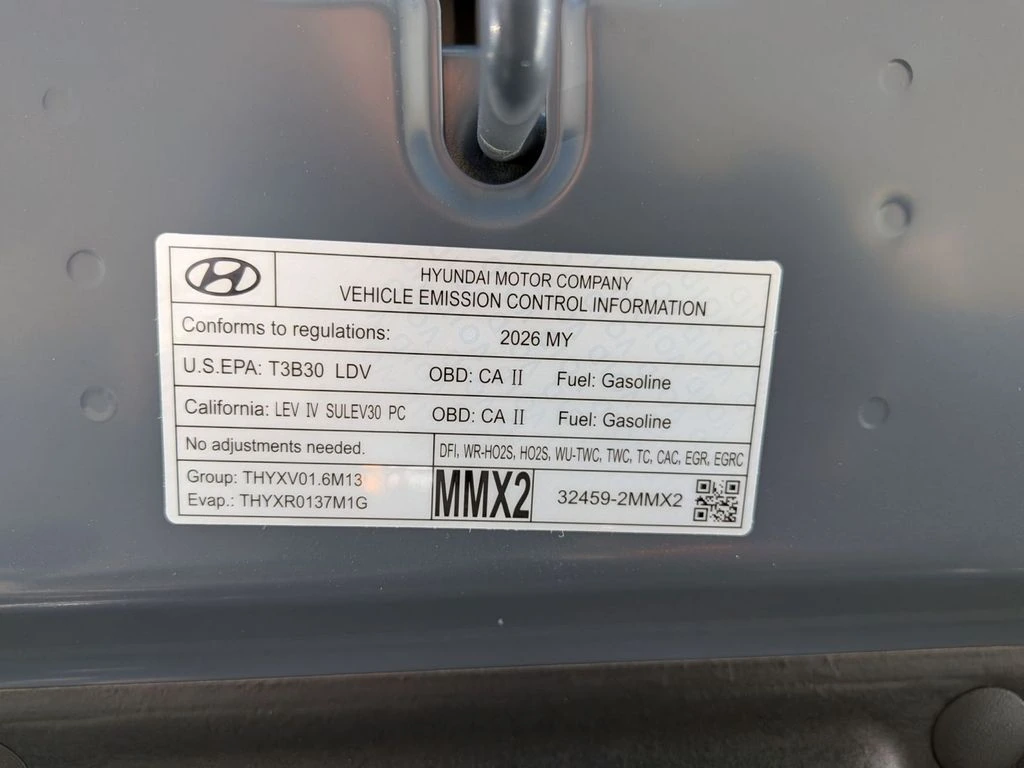 HYUNDAI MOTOR COMPANY
VEHICLE EMISSION CONTROL INFORMATION
Conforms to regulations: 2026 MY
U.S.EPA: T3B30 LDV OBD: CA II Fuel: Gasoline
California: LEV IV SULEV30 PC OBD: CA II Fuel: Gasoline
No adjustments needed. DFI, WR-HO2S, HO2S, WU-TWC, TWC, TC, CAC, EGR, EGRC
Group: THYXV01.6M13
Evap.: THYXR0137M1G
MMX2
32459-2MMX2